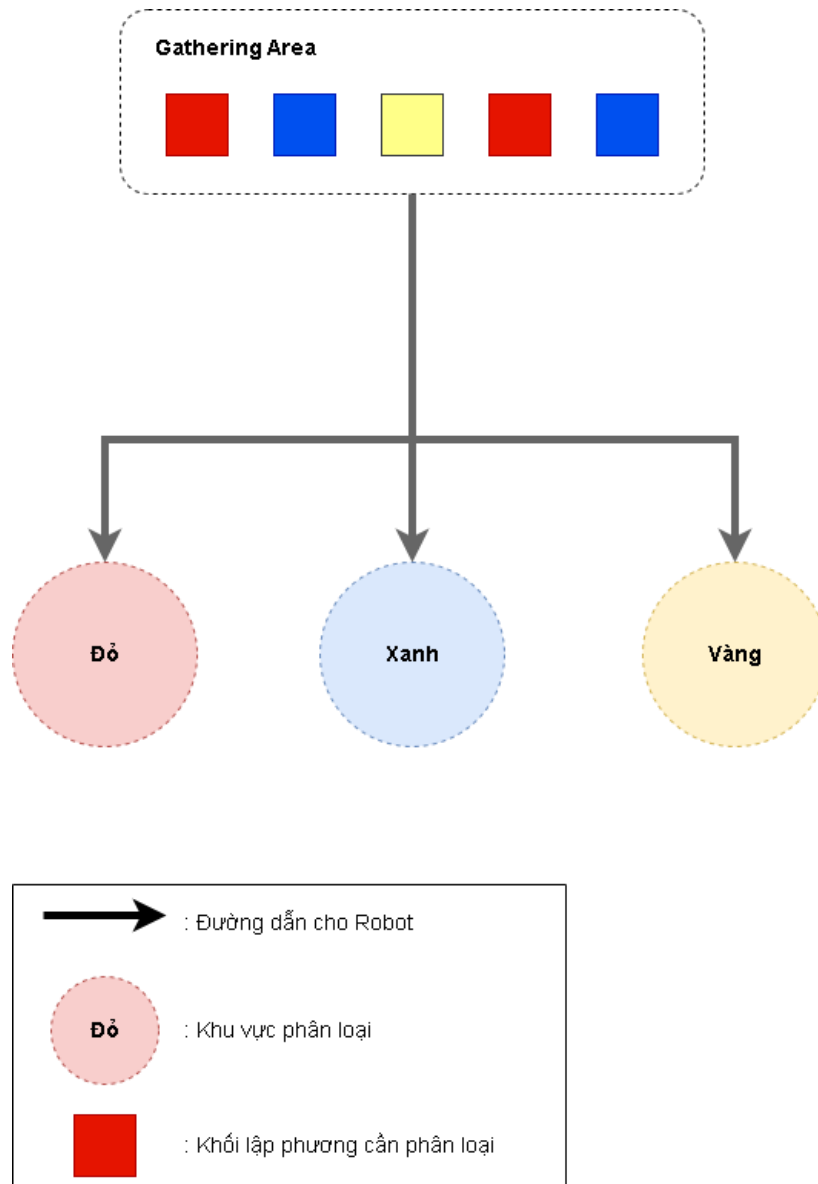 Gathering Area
Đỏ
Xanh
Vàng
: Đường dẫn cho Robot
Đỏ
: Khu vực phân loại
: Khối lập phương cần phân loại